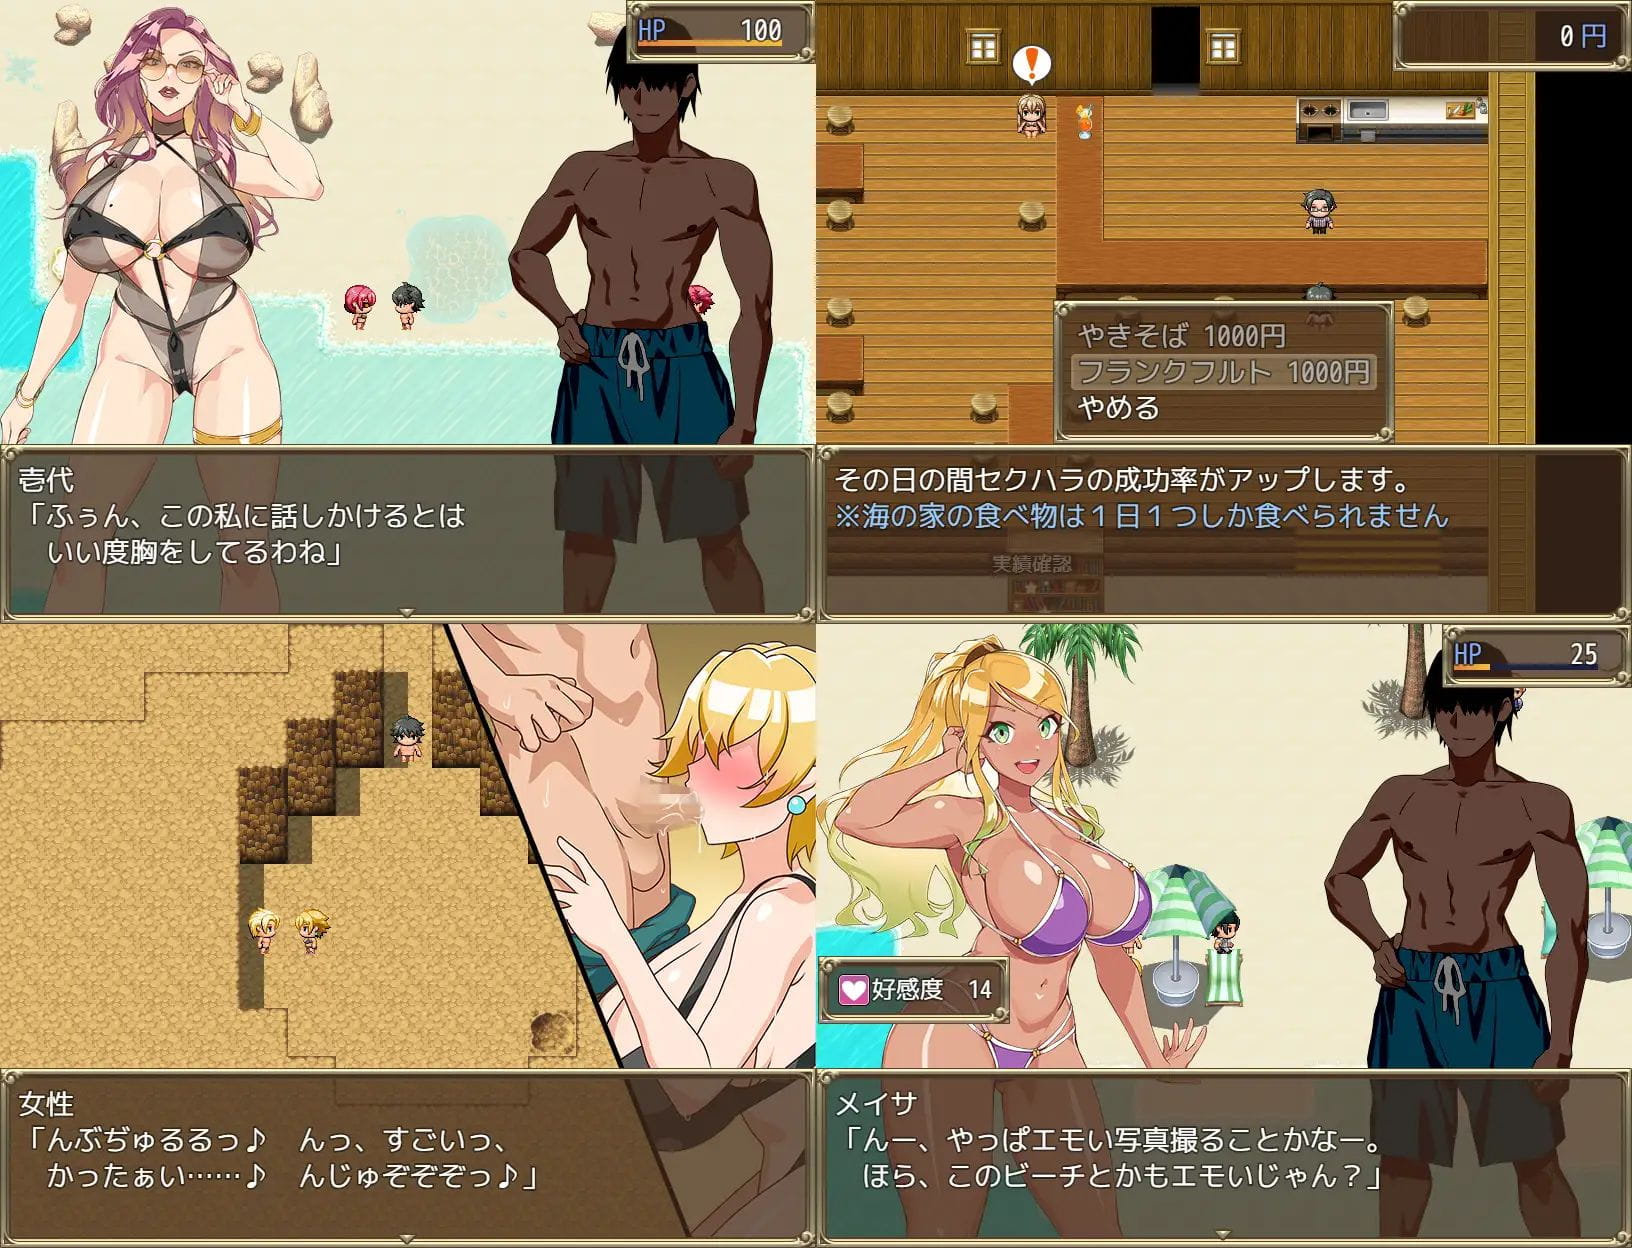 HP 100
壱代
「ふぅん、この私に話しかけるとは
いい度胸をしてるわね」
0 円
やきそば 1000円
フランクフルト 1000円
やめる
その日の間セクハラの成功率がアップします。
※海の家の食べ物は１日１つしか食べられません
実績確認
女性
「んぶぢゅるるっ♪　んっ、すごいっ、
かったぁい……♪　んじゅぞぞぞっ♪」
HP 25
好感度 14
メイサ
「んー、やっぱエモい写真撮ることかなー。
ほら、このビーチとかもエモいじゃん？」